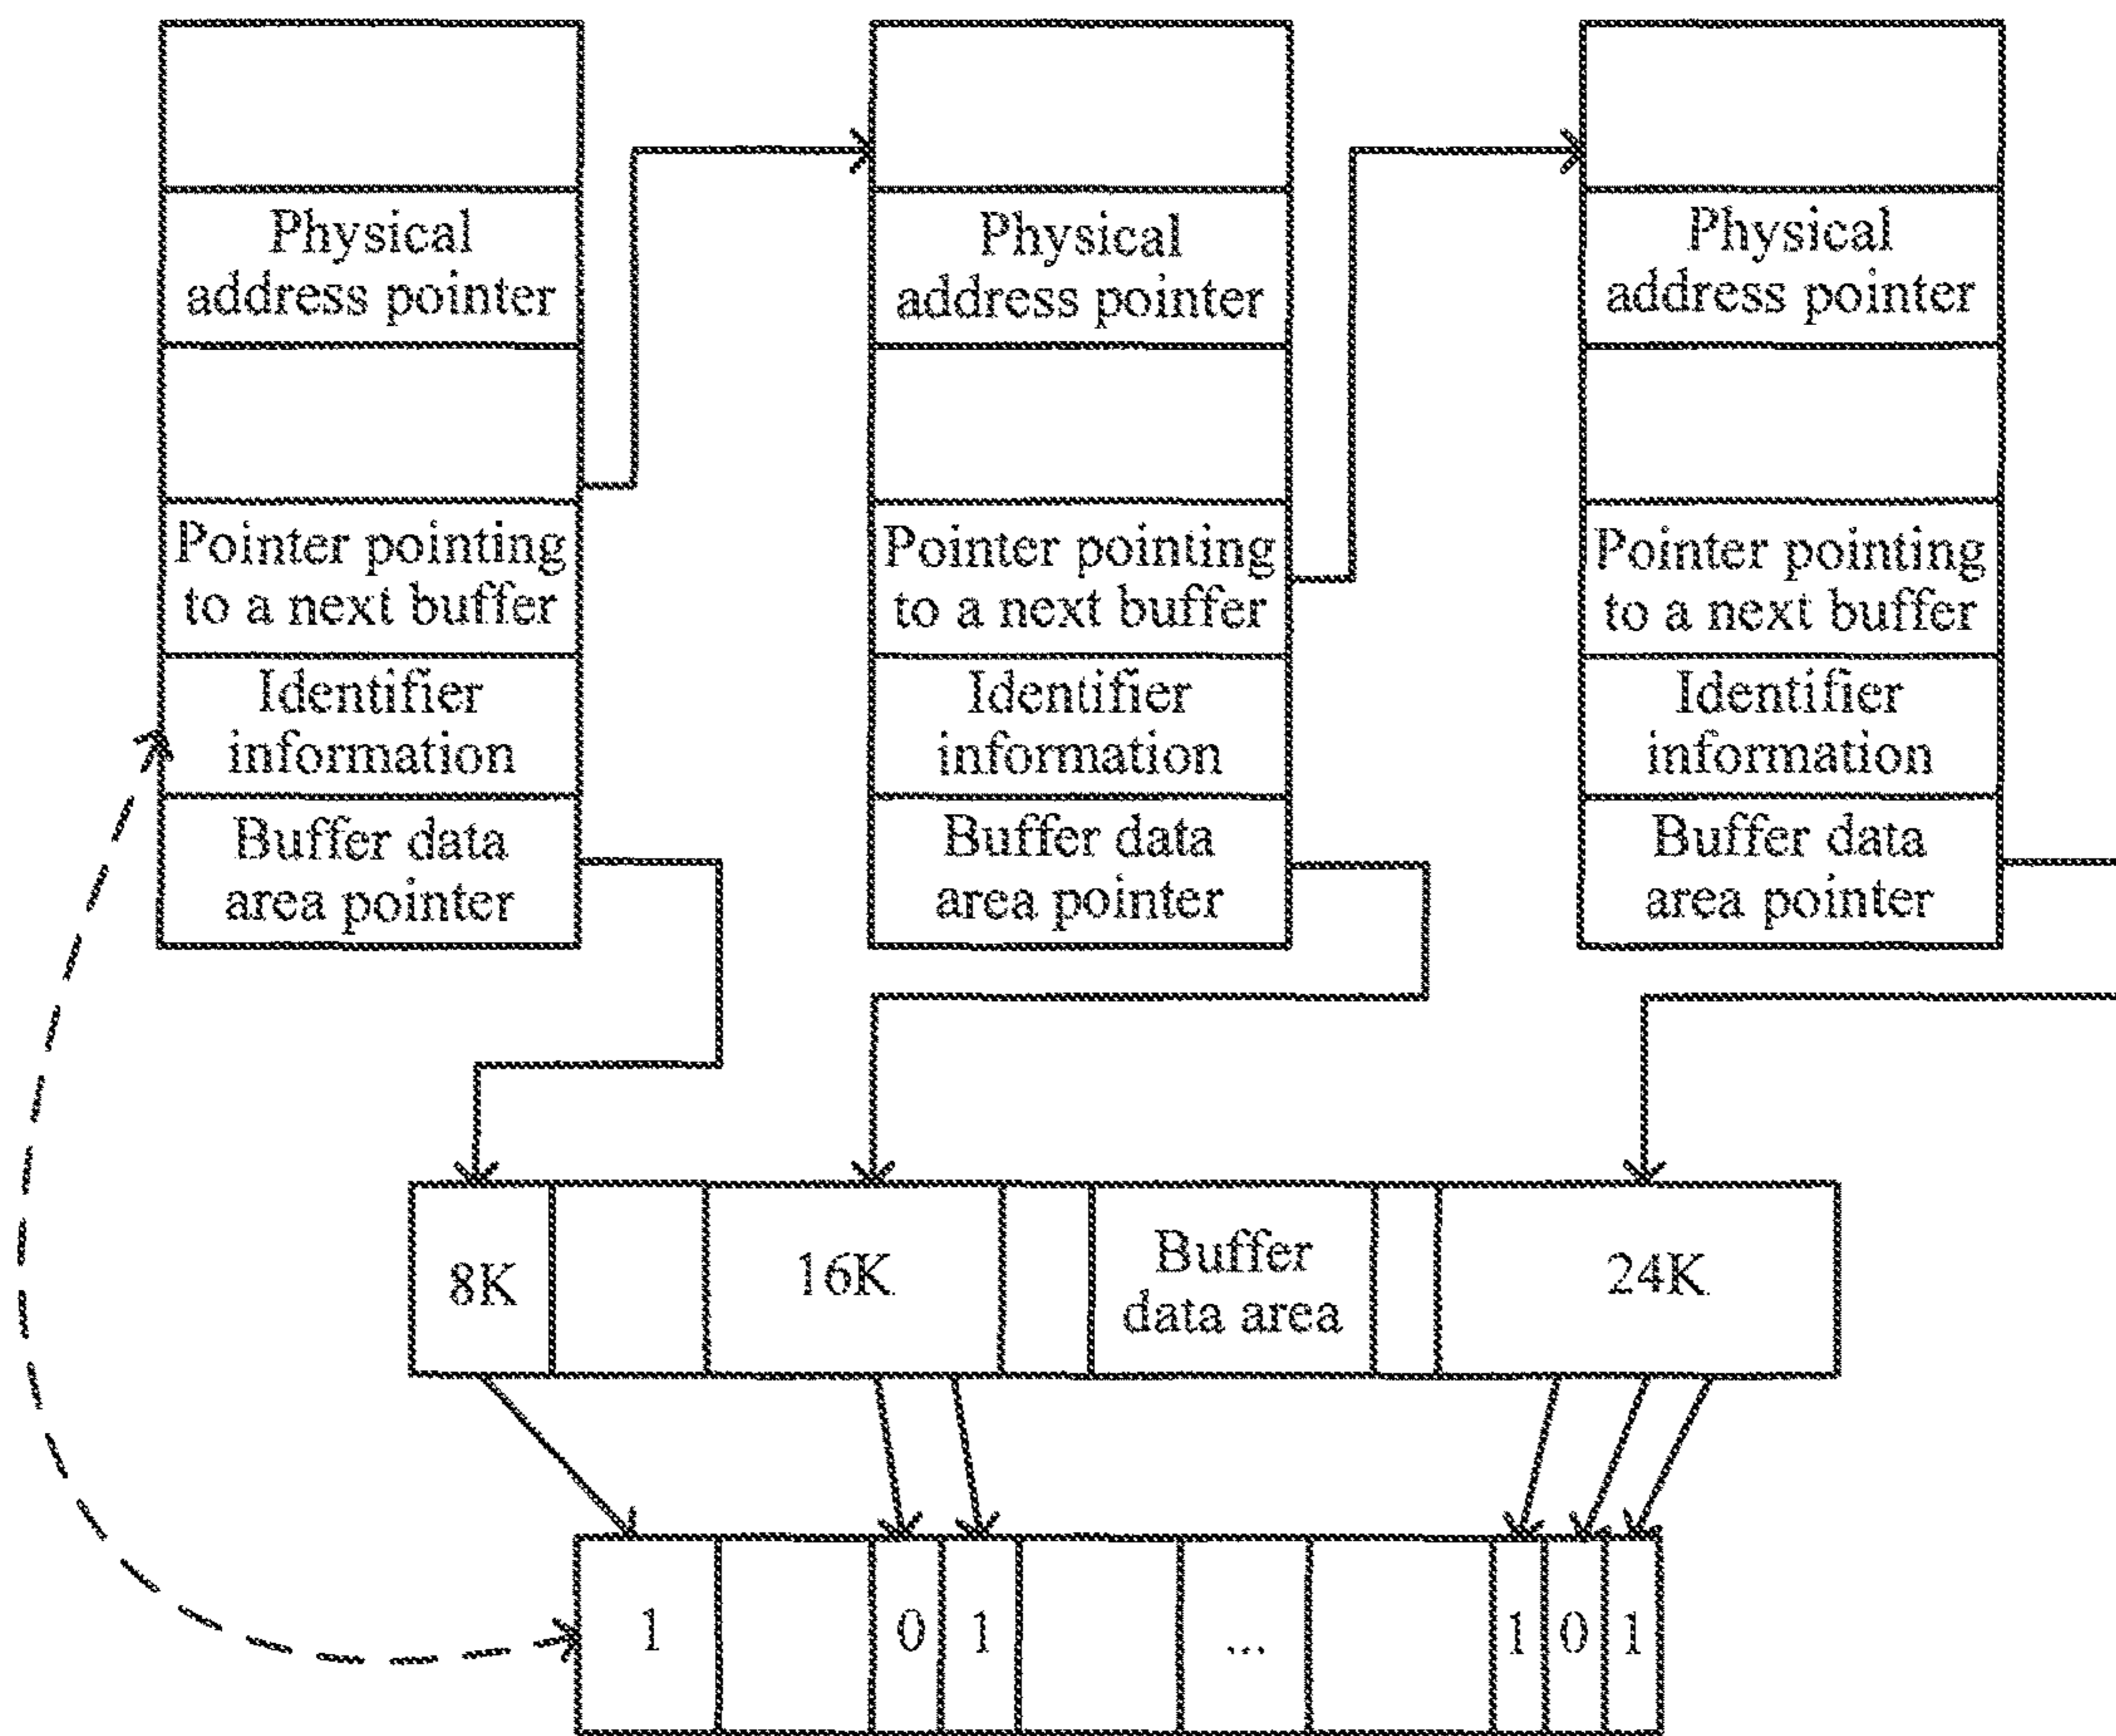 Physical
address pointer
Pointer pointing
to a next buffer
Identifier
information
Buffer data
area pointer
Physical
address pointer
Pointer pointing
to a next buffer
Identifier
information
Buffer data
area pointer
Physical
address pointer
Pointer pointing
to a next buffer
Identifier
information
Buffer data
area pointer
8K
16K
Buffer
data area
24K
1
0
1
...
1
0
1